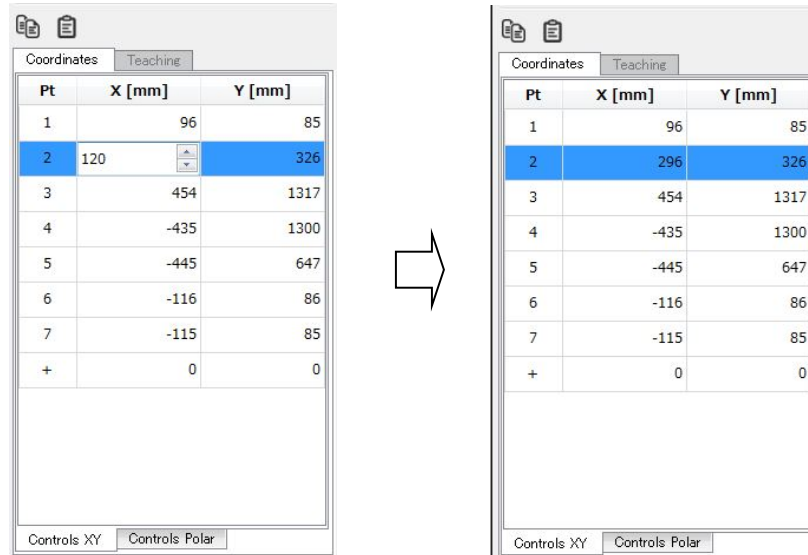 Coordinates Teaching
Pt X [mm] Y [mm]
1 96 85
2 120 326
3 454 1317
4 -435 1300
5 -445 647
6 -116 86
7 -115 85
+ 0 0
Controls XY Controls Polar
Coordinates Teaching
Pt X [mm] Y [mm]
1 96 85
2 296 326
3 454 1317
4 -435 1300
5 -445 647
6 -116 86
7 -115 85
+ 0 0
Controls XY Controls Polar